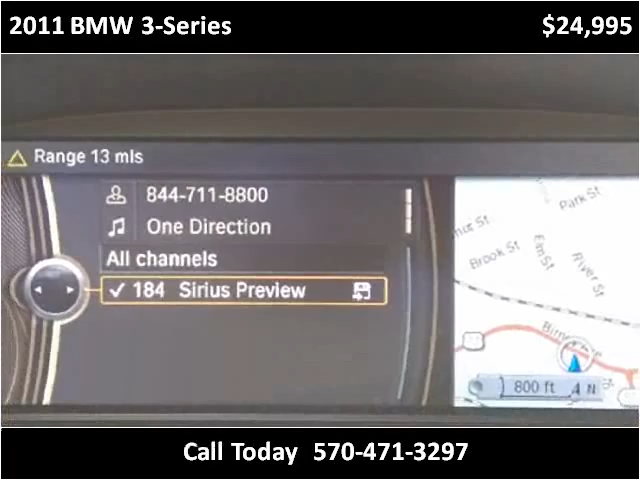 2011 BMW 3-Series $24,995
Range 13 mls
844-711-8800
One Direction
All channels
184 Sirius Preview
Park St
Brook St
Elm St
River St
800 ft N
Call Today 570-471-3297